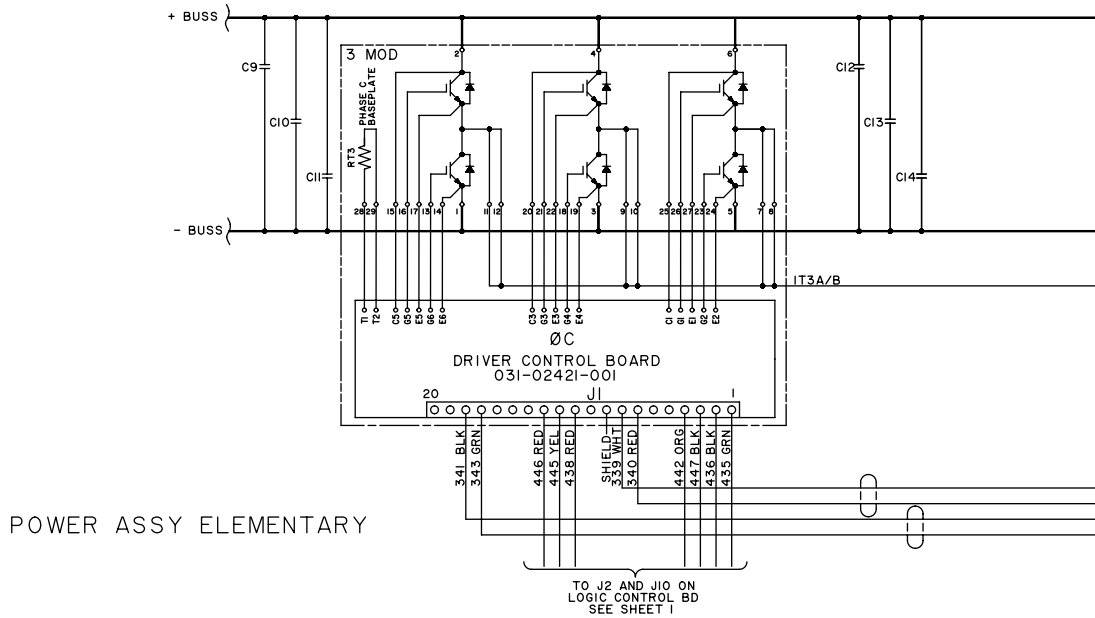 + BUSS
3 MOD
2
4
6
C9
C10
C11
C12
C13
C14
PHASE C
BASEPLATE
RT3
28 29 15 16 17 13 14 1 11 12 20 21 22 18 19 3 9 10 25 26 27 23 24 5 7 8
- BUSS
1T3A/B
T1 T2 C5 G5 E5 G6 E6 C3 G3 E3 G4 E4 C1 G1 E1 G2 E2
ØC
DRIVER CONTROL BOARD
031-02421-001
20 J1 1
341 BLK
343 GRN
446 RED
445 YEL
438 RED
SHIELD
339 WHT
340 RED
442 ORG
447 BLK
436 BLK
435 GRN
POWER ASSY ELEMENTARY
TO J2 AND J10 ON
LOGIC CONTROL BD
SEE SHEET 1